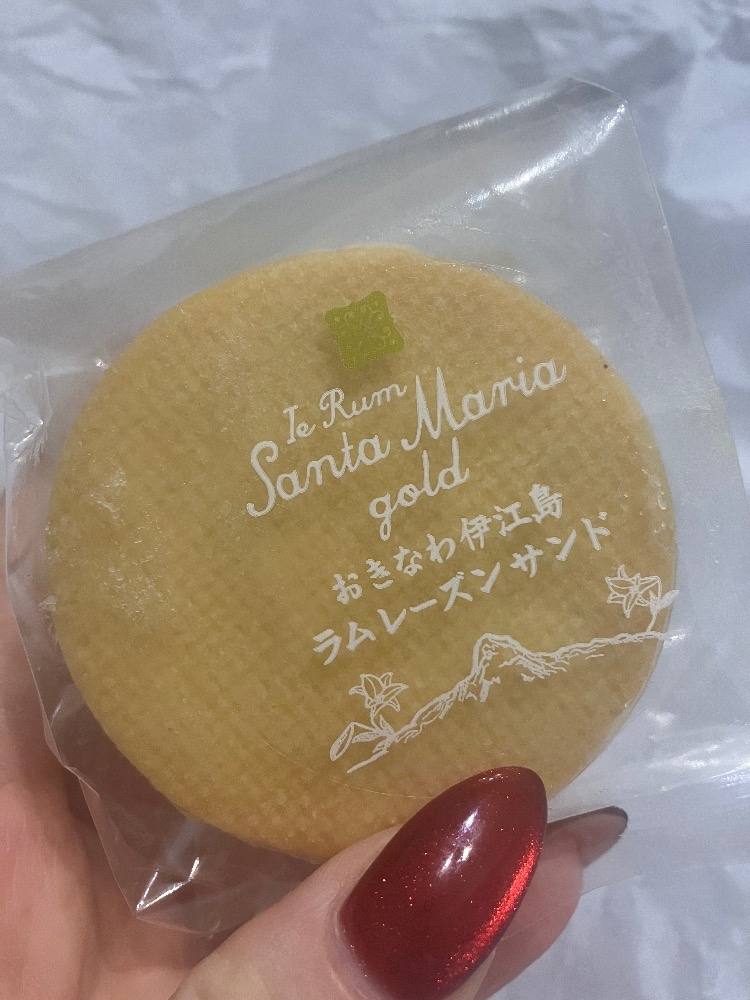 Ie Rum
Santa Maria
gold
おきなわ伊江島
ラムレーズンサンド